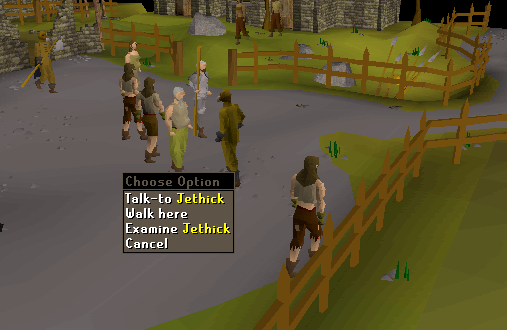 Choose Option
Talk-to Jethick
Walk here
Examine Jethick
Cancel